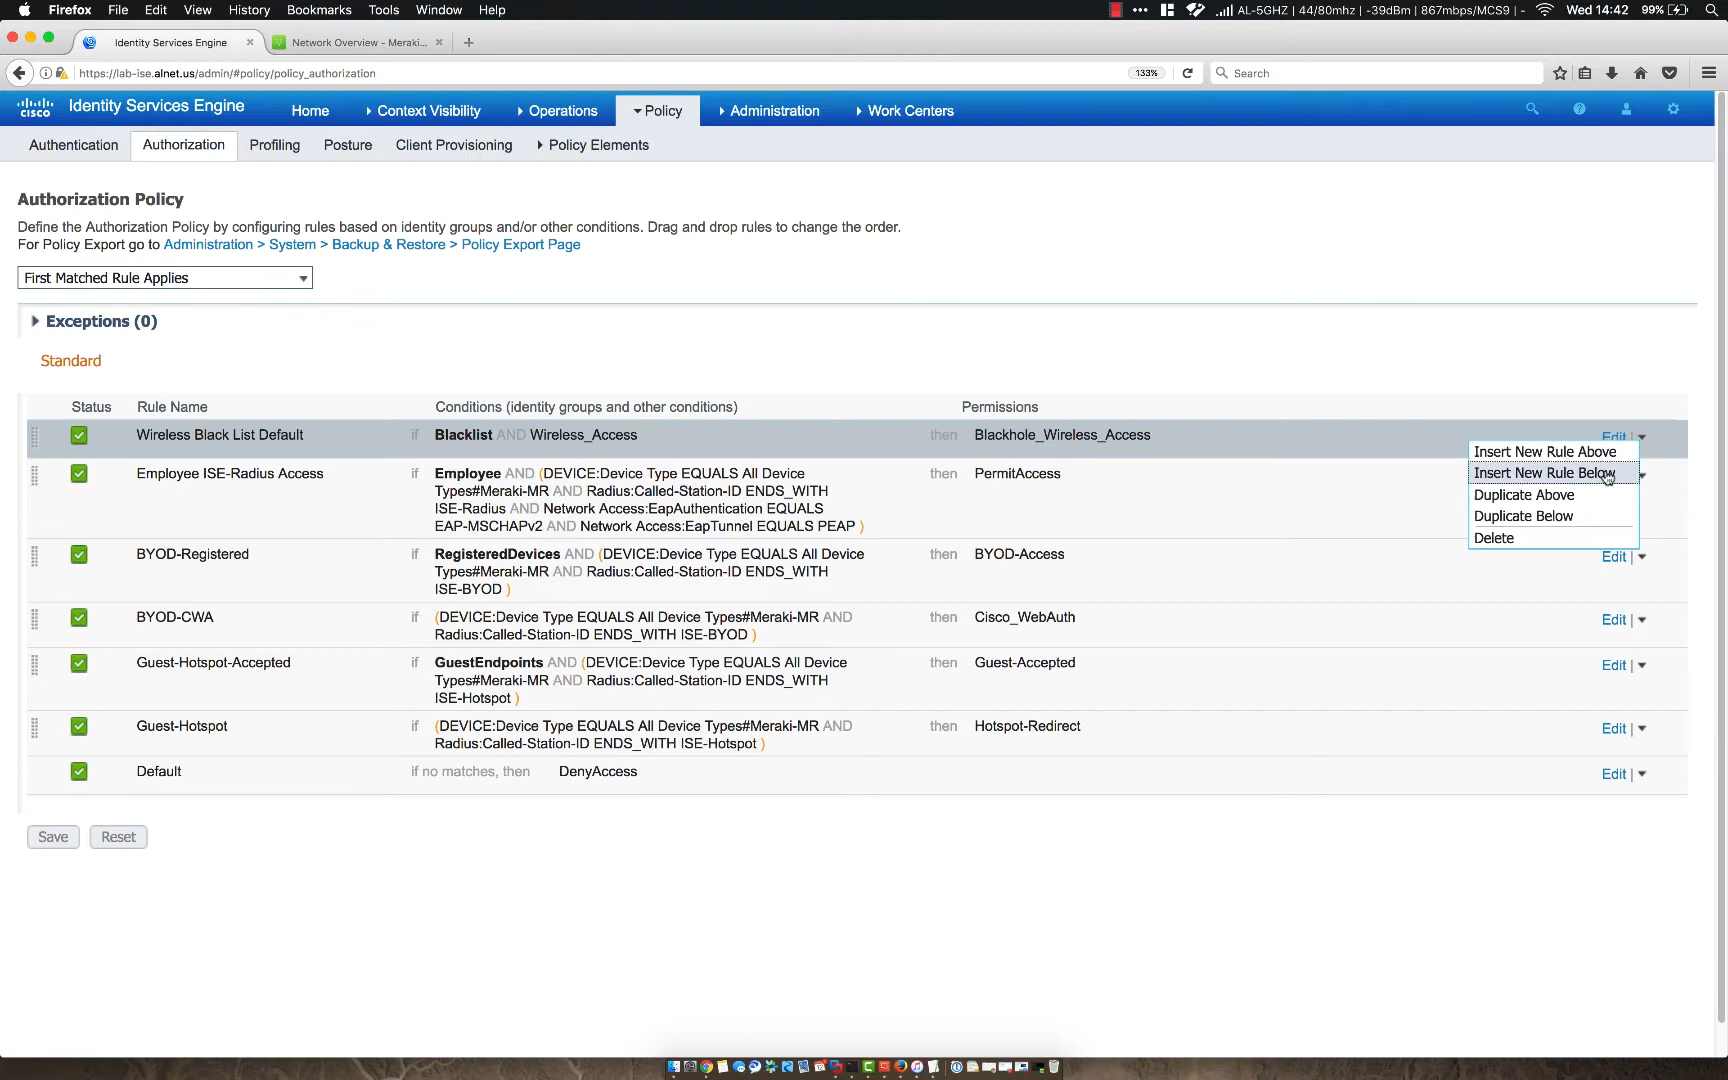 Firefox File Edit View History Bookmarks Tools Window Help
AL-5GHZ | 44/80mhz | -39dBm | 867mbps/MCS9 | - Wed 14:42 99%
Identity Services Engine
Network Overview - Meraki...
https://lab-ise.alnet.us/admin/#policy/policy_authorization
133%
Search
CISCO
Identity Services Engine
Home
Context Visibility
Operations
Policy
Administration
Work Centers
Authentication
Authorization
Profiling
Posture
Client Provisioning
Policy Elements
Authorization Policy
Define the Authorization Policy by configuring rules based on identity groups and/or other conditions. Drag and drop rules to change the order.
For Policy Export go to Administration > System > Backup & Restore > Policy Export Page
First Matched Rule Applies
Exceptions (0)
Standard
Status Rule Name Conditions (identity groups and other conditions) Permissions
Wireless Black List Default if Blacklist AND Wireless_Access then Blackhole_Wireless_Access Edit |
Insert New Rule Above
Insert New Rule Below
Duplicate Above
Duplicate Below
Delete
Employee ISE-Radius Access if Employee AND (DEVICE:Device Type EQUALS All Device then PermitAccess
Types#Meraki-MR AND Radius:Called-Station-ID ENDS_WITH
ISE-Radius AND Network Access:EapAuthentication EQUALS
EAP-MSCHAPv2 AND Network Access:EapTunnel EQUALS PEAP )
BYOD-Registered if RegisteredDevices AND (DEVICE:Device Type EQUALS All Device then BYOD-Access Edit |
Types#Meraki-MR AND Radius:Called-Station-ID ENDS_WITH
ISE-BYOD )
BYOD-CWA if (DEVICE:Device Type EQUALS All Device Types#Meraki-MR AND then Cisco_WebAuth Edit |
Radius:Called-Station-ID ENDS_WITH ISE-BYOD )
Guest-Hotspot-Accepted if GuestEndpoints AND (DEVICE:Device Type EQUALS All Device then Guest-Accepted Edit |
Types#Meraki-MR AND Radius:Called-Station-ID ENDS_WITH
ISE-Hotspot )
Guest-Hotspot if (DEVICE:Device Type EQUALS All Device Types#Meraki-MR AND then Hotspot-Redirect Edit |
Radius:Called-Station-ID ENDS_WITH ISE-Hotspot )
Default if no matches, then DenyAccess Edit |
Save Reset